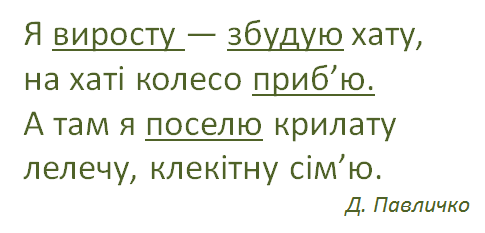 Я виросту — збудую хату,
на хаті колесо приб’ю.
А там я поселю крилату
лелечу, клекітну сім’ю.
Д. Павличко